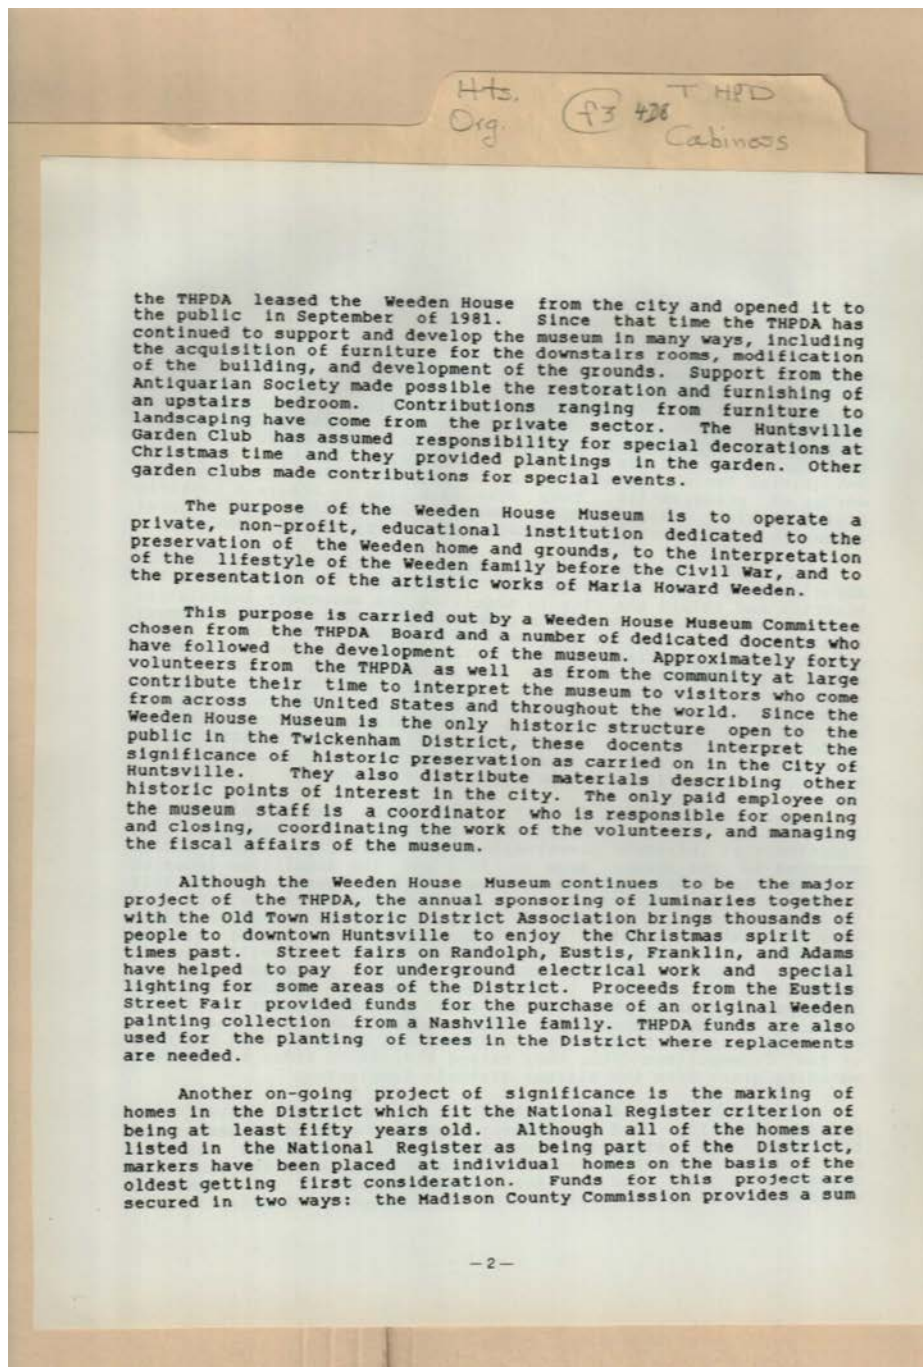 Hts. THPD
Org. f3 4D8
Cabiness
the THPDA leased the Weeden House from the city and opened it to
the public in September of 1981. Since that time the THPDA has
continued to support and develop the museum in many ways, including
the acquisition of furniture for the downstairs rooms, modification
of the building, and development of the grounds. Support from the
Antiquarian Society made possible the restoration and furnishing of
an upstairs bedroom. Contributions ranging from furniture to
landscaping have come from the private sector. The Huntsville
Garden Club has assumed responsibility for special decorations at
Christmas time and they provided plantings in the garden. Other
garden clubs made contributions for special events.
The purpose of the Weeden House Museum is to operate a
private, non-profit, educational institution dedicated to the
preservation of the Weeden home and grounds, to the interpretation
of the lifestyle of the Weeden family before the Civil War, and to
the presentation of the artistic works of Maria Howard Weeden.
This purpose is carried out by a Weeden House Museum Committee
chosen from the THPDA Board and a number of dedicated docents who
have followed the development of the museum. Approximately forty
volunteers from the THPDA as well as from the community at large
contribute their time to interpret the museum to visitors who come
from across the United States and throughout the world. Since the
Weeden House Museum is the only historic structure open to the
public in the Twickenham District, these docents interpret the
significance of historic preservation as carried on in the City of
Huntsville. They also distribute materials describing other
historic points of interest in the city. The only paid employee on
the museum staff is a coordinator who is responsible for opening
and closing, coordinating the work of the volunteers, and managing
the fiscal affairs of the museum.
Although the Weeden House Museum continues to be the major
project of the THPDA, the annual sponsoring of luminaries together
with the Old Town Historic District Association brings thousands of
people to downtown Huntsville to enjoy the Christmas spirit of
times past. Street fairs on Randolph, Eustis, Franklin, and Adams
have helped to pay for underground electrical work and special
lighting for some areas of the District. Proceeds from the Eustis
Street Fair provided funds for the purchase of an original Weeden
painting collection from a Nashville family. THPDA funds are also
used for the planting of trees in the District where replacements
are needed.
Another on-going project of significance is the marking of
homes in the District which fit the National Register criterion of
being at least fifty years old. Although all of the homes are
listed in the National Register as being part of the District,
markers have been placed at individual homes on the basis of the
oldest getting first consideration. Funds for this project are
secured in two ways: the Madison County Commission provides a sum
-2-